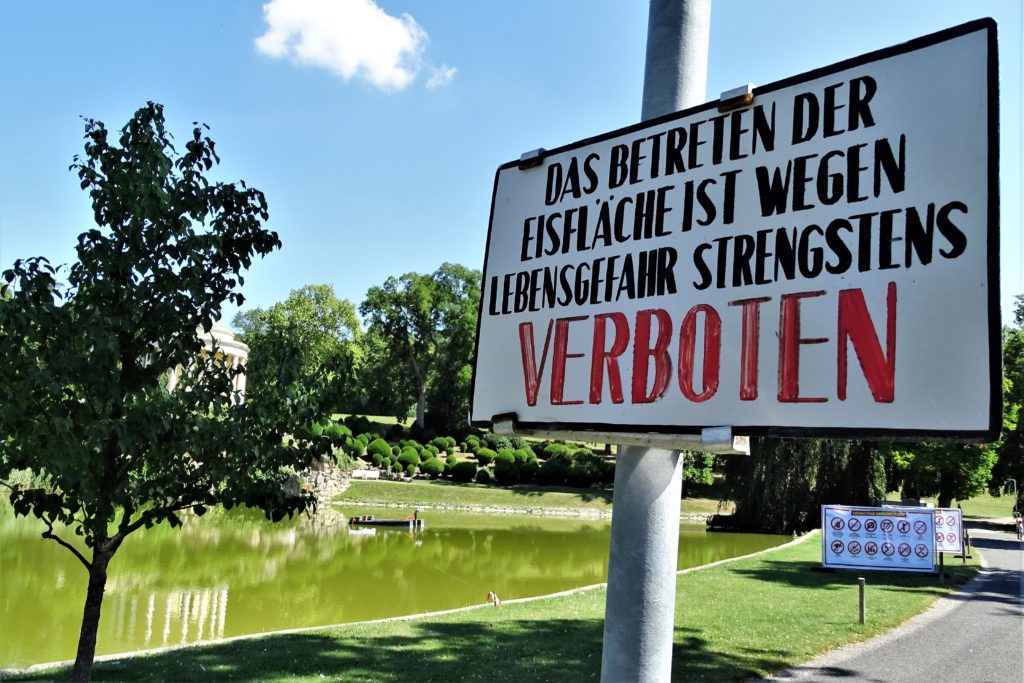 DAS BETRETEN DER
EISFLÄCHE IST WEGEN
LEBENSGEFAHR STRENGSTENS
VERBOTEN